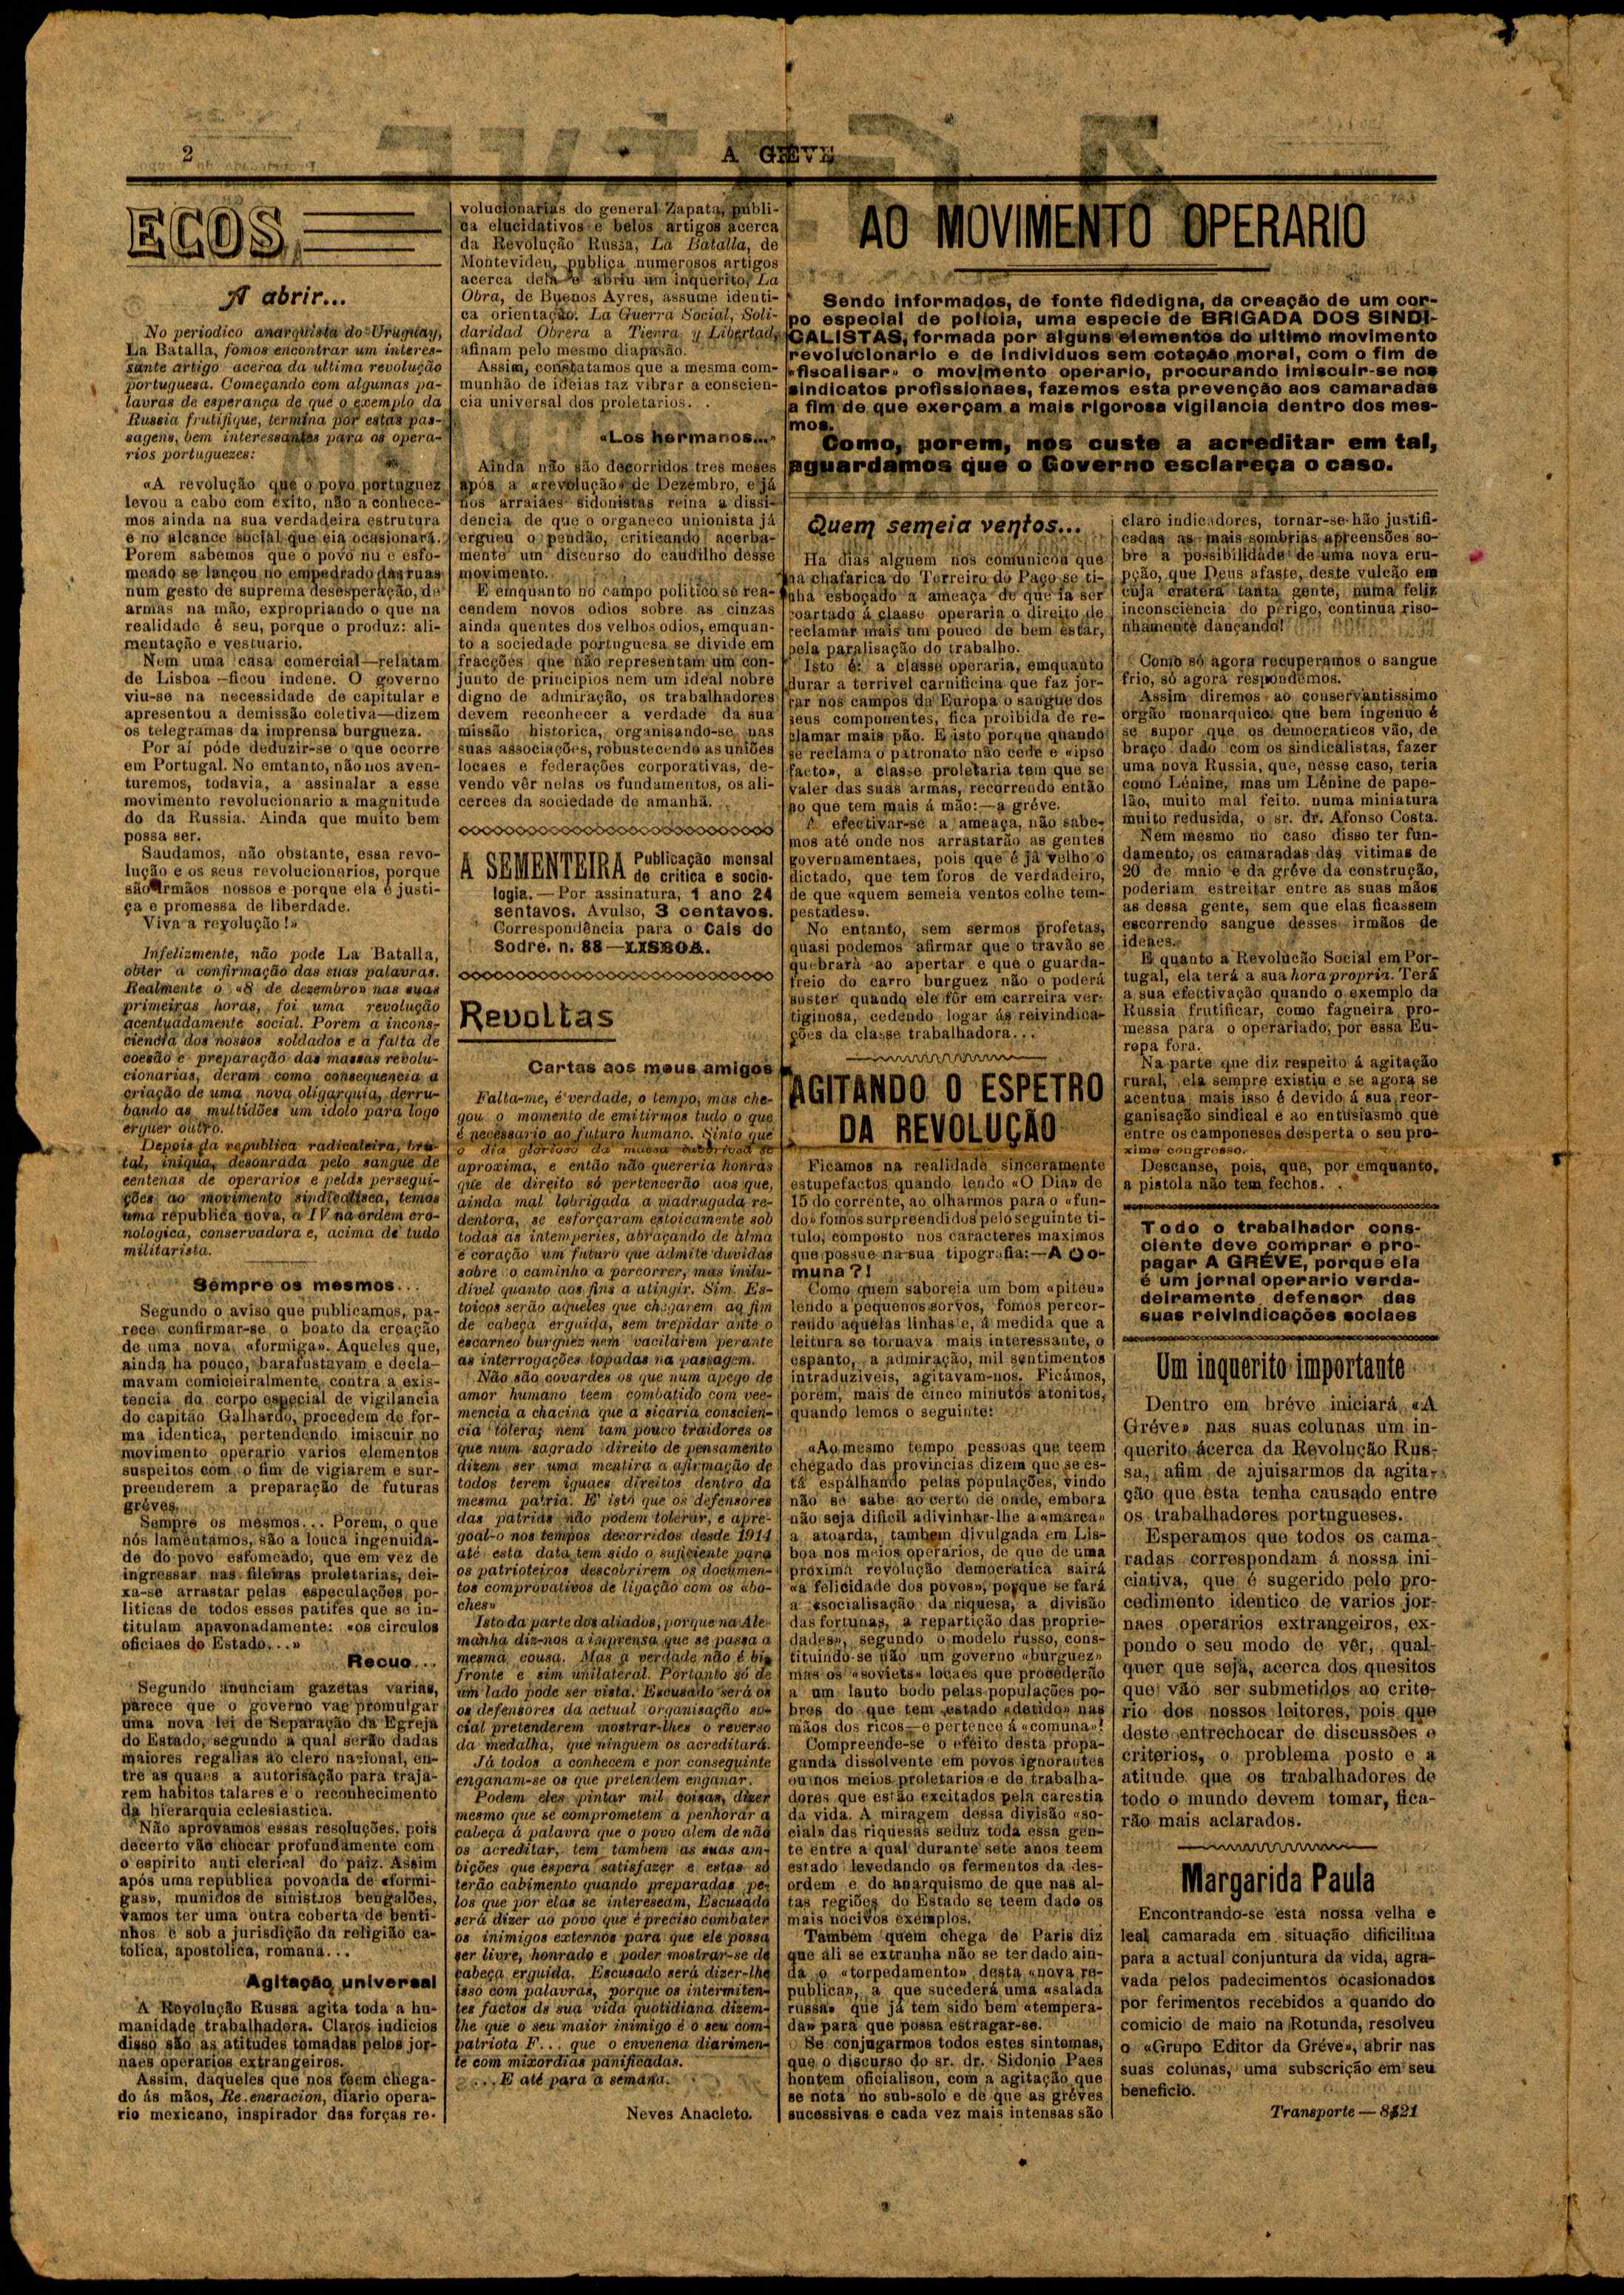 2
A GRÉVE
ECOS
A abrir...
No periodico anarquista do Uruguay,
La Batalla, fomos encontrar um interes-
sante artigo acerca da ultima revolução
portuguesa. Começando com algumas pa-
lavras de esperança de que o exemplo da
Russia frutifique, termina por estas pas-
sagens, bem interessantes para os opera-
rios portuguezes:
«A revolução que o povo portuguez
levou a cabo com exito, não a conhece-
mos ainda na sua verdadeira estrutura
e no alcance social que ela ocasionará.
Porem sabemos que o povo nu e esfo-
meado se lançou no empedrado das ruas
num gesto de suprema desesperação, de
armas na mão, expropriando o que na
realidade é seu, porque o produz: ali-
mentação e vestuario.
Nem uma casa comercial—relatam
de Lisboa—ficou indene. O governo
viu-se na necessidade de capitular e
apresentou a demissão coletiva—dizem
os telegramas da imprensa burgueza.
Por aí póde deduzir-se o que ocorre
em Portugal. No emtanto, não nos aven-
turemos, todavia, a assinalar a esse
movimento revolucionario a magnitude
do da Russia. Ainda que muito bem
possa ser.
Saudamos, não obstante, essa revo-
lução e os seus revolucionarios, porque
são irmãos nossos e porque ela é justi-
ça e promessa de liberdade.
Viva a revolução!»
Infelizmente, não pode La Batalla,
obter a confirmação das suas palavras.
Realmente o «8 de dezembro» nas suas
primeiras horas, foi uma revolução
acentuadamente social. Porem a incons-
ciencia dos nossos soldados e a falta de
coesão e preparação das massas revolu-
cionarias, deram como consequencia a
criação de uma nova oligarquia, derru-
bando as multidões um idolo para logo
erguer outro.
Depois da republica radicaleira, bru-
tal, iniqua, desonrada pelo sangue de
centenas de operarios e pelas persegui-
ções ao movimento sindicalisca, temos
uma republica nova, a IV na ordem cro-
nologica, conservadora e, acima de tudo
militarista.
Sempre os mesmos...
Segundo o aviso que publicamos, pa-
rece confirmar-se o boato da creação
de uma nova «formiga». Aqueles que,
ainda ha pouco, barafustavam e decla-
mavam comicieiralmente contra a exis-
tencia do corpo especial de vigilancia
do capitão Galhardo, procedem de for-
ma identica, pertendendo imiscuir no
movimento operario varios elementos
suspeitos com o fim de vigiarem e sur-
preenderem a preparação de futuras
gréves.
Sempre os mesmos... Porem, o que
nós lamentamos, são a louca ingenuida-
de do povo esfomeado, que em vez de
ingressar nas fileiras proletarias, dei-
xa-se arrastar pelas especulações po-
liticas de todos esses patifes que se in-
titulam apavonadamente: «os circulos
oficiaes do Estado...»
Recuo...
Segundo anunciam gazetas varias,
parece que o governo vae promulgar
uma nova lei de Separação da Egreja
do Estado, segundo a qual serão dadas
maiores regalias ao clero nacional, en-
tre as quaes a autorisação para traja-
rem habitos talares e o reconhecimento
da hierarquia eclesiastica.
Não aprovamos essas resoluções, pois
decerto vão chocar profundamente com
o espirito anti clerical do paiz. Assim
após uma republica povoada de «formi-
gas», munidos de sinistros bengalões,
vamos ter uma outra coberta de benti-
nhos e sob a jurisdição da religião ca-
tolica, apostolica, romana...
Agitação universal
A Revolução Russa agita toda a hu-
manidade trabalhadora. Claros indicios
disso são as atitudes tomadas pelos jor-
naes operarios extrangeiros.
Assim, daqueles que nos teem chega-
do ás mãos, Re.eneracion, diario opera-
rio mexicano, inspirador das forças re-
volucionarias do general Zapata, publi-
ca elucidativos e belos artigos acerca
da Revolução Russa, La Batalla, de
Montevideu, publica numerosos artigos
acerca dela e abriu um inquerito, La
Obra, de Buenos Ayres, assume identi-
ca orientação. La Guerra Social, Soli-
daridad Obrera a Tierra y Libertad,
afinam pelo mesmo diapasão.
Assim, constatamos que a mesma com-
munhão de ideias faz vibrar a conscien-
cia universal dos proletarios. .
«Los hermanos...»
Ainda não são decorridos tres meses
após a «revolução» de Dezembro, e já
nos arraiaes sidonistas reina a dissi-
dencia de que o organeco unionista já
ergueu o pendão, criticando acerba-
mente um discurso do caudilho desse
movimento.
E emquanto no campo politico se rea-
cendem novos odios sobre as cinzas
ainda quentes dos velhos odios, emquan-
to a sociedade portuguesa se divide em
fracções que não representam um con-
junto de principios nem um ideal nobre
digno de admiração, os trabalhadores
devem reconhecer a verdade da sua
missão historica, organisando-se nas
suas associações, robustecendo as uniões
locaes e federações corporativas, de-
vendo vêr nelas os fundamentos, os ali-
cerces da sociedade de amanhã...
A SEMENTEIRA Publicação mensal
de critica e socio-
logia.—Por assinatura, 1 ano 24
sentavos. Avulso, 3 centavos.
Correspondência para o Cais do
Sodré. n. 88—LISBOA.
Revoltas
Cartas aos meus amigos
Falta-me, é verdade, o tempo, mas che-
gou o momento de emitirmos tudo o que
é necessario ao futuro humano. Sinto que
o dia glorioso da massa laboriosa se
aproxima, e então não quereria honras
que de direito só pertencerão aos que,
ainda mal lobrigada a madrugada re-
dentora, se esforçaram estoicamente sob
todas as intemperies, abraçando de alma
e coração um futuro que admite duvidas
sobre o caminho a percorrer, mas inilu-
divel quanto aos fins a atingir. Sim. Es-
toicos serão aqueles que chegarem ao fim
de cabeça erguida, sem trepidar ante o
escarneo burguez nem vacilarem perante
as interrogações topadas na passagem.
Não são covardes os que num apego de
amor humano teem combatido com vee-
mencia a chacina que a sicaria conscien-
cia tolera; nem tam pouco traidores os
que num sagrado direito de pensamento
dizem ser uma mentira a afirmação de
todos terem iguaes direitos dentro da
mesma patria. E' isto que os defensores
das patrias não podem tolerar, e apre-
goal-o nos tempos decorridos desde 1914
até esta data tem sido o suficiente para
os patrioteiros descobrirem os documen-
tos comprovativos de ligação com os «bo-
ches»
Isto da parte dos aliados, porque na Ale-
manha diz-nos a imprensa que se passa a
mesma cousa. Mas a verdade não é bi-
fronte e sim unilateral. Portanto só de
um lado pode ser vista. Escusado será os
os defensores da actual organisação so-
cial pretenderem mostrar-lhes o reverso
da medalha, que ninguem os acreditará.
Já todos a conhecem e por conseguinte
enganam-se os que pretendem enganar.
Podem eles pintar mil coisas, dizer
mesmo que se comprometem a penhorar a
cabeça á palavra que o povo alem de não
os acreditar, tem tambem as suas am-
bições que espera satisfazer e estas só
terão cabimento quando preparadas pe-
los que por elas se interessam, Escusado
será dizer ao povo que é preciso combater
os inimigos externos para que ele possa
ser livre, honrado e poder mostrar-se de
cabeça erguida. Escusado será dizer-lhe
isso com palavras, porque os intermiten-
tes factos ds sua vida quotidiana dizem-
lhe que o seu maior inimigo é o seu com-
patriota F... que o envenena diarimen-
te com mixordias panificadas.
...E até para a semana.
Neves Anacleto.
AO MOVIMENTO OPERARIO
Sendo informados, de fonte fidedigna, da creação de um cor-
po especial de policia, uma especie de BRIGADA DOS SINDI-
CALISTAS, formada por alguns elementos do ultimo movimento
revolucionario e de individuos sem cotação moral, com o fim de
«fiscalisar» o movimento operario, procurando imiscuir-se nos
sindicatos profissionaes, fazemos esta prevenção aos camaradas
a fim de que exerçam a mais rigorosa vigilancia dentro dos mes-
mos.
Como, porem, nos custe a acreditar em tal,
aguardamos que o Governo esclareça o caso.
Quem semeia ventos...
Ha dias alguem nos comunicou que
na chafarica do Terreiro do Paço se ti-
nha esboçado a ameaça de que ia ser
coartado á classe operaria o direito de
reclamar mais um pouco de bem estar,
pela paralisação do trabalho.
Isto é: a classe operaria, emquanto
durar a terrivel carnificina que faz jor-
rar nos campos da Europa o sangue dos
seus componentes, fica proibida de re-
clamar mais pão. E isto porque quando
se reclama o patronato não cede e «ipso
facto», a classe proletaria tem que se
valer das suas armas, recorrendo então
ao que tem mais á mão:—a gréve.
A efectivar-se a ameaça, não sabe-
mos até onde nos arrastarão as gentes
governamentaes, pois que é já velho o
dictado, que tem foros de verdadeiro,
de que «quem semeia ventos colhe tem-
pestades».
No entanto, sem sermos profetas,
quasi podemos afirmar que o travão se
quebrará ao apertar e que o guarda-
freio do carro burguez não o poderá
suster quando ele fôr em carreira ver-
tiginosa, cedendo logar ás reivindica-
ções da classe trabalhadora...
AGITANDO O ESPETRO
DA REVOLUÇÃO
Ficamos na realidade sinceramente
estupefactos quando lendo «O Dia» de
15 do corrente, ao olharmos para o «fun-
do» fomos surpreendidos pelo seguinte ti-
tulo, composto nos caracteres maximos
que possue na sua tipografia:—A Co-
muna?!
Como quem saboreia um bom «piteu»
lendo a pequenos sorvos, fomos percor-
rendo aquelas linhas e, á medida que a
leitura se tornava mais interessante, o
espanto, a admiração, mil sentimentos
intraduziveis, agitavam-nos. Ficámos,
porém, mais de cinco minutos atonitos,
quando lemos o seguinte:
«Ao mesmo tempo pessoas que teem
chegado das provincias dizem que se es-
tá espalhando pelas populações, vindo
não se sabe ao certo de onde, embora
não seja dificil adivinhar-lhe a «marca»
a atoarda, tambem divulgada em Lis-
boa nos meios operarios, de que de uma
proxima revolução democratica sairá
«a felicidade dos povos», porque se fará
a «socialisação da riquesa, a divisão
das fortunas, a repartição das proprie-
dades», segundo o modelo russo, cons-
tituindo-se não um governo «burguez»
mas os «soviets» locaes que procederão
a um lauto bodo pelas populações po-
bres do que tem estado «detido» nas
mãos dos ricos—e pertence á «comuna»!
Compreende-se o efeito desta propa-
ganda dissolvente em povos ignorantes
ou nos meios proletarios e de trabalha-
dores que estão excitados pela carestia
da vida. A miragem dessa divisão «so-
cial» das riquesas seduz toda essa gen-
te entre a qual durante sete anos teem
estado levedando os fermentos da des-
ordem e do anarquismo de que nas al-
tas regiões do Estado se teem dado os
mais nocivos exemplos.
Tambem quem chega de Paris diz
que ali se extranha não se ter dado ain-
da o «torpedamento» desta «nova re-
publica», a que sucederá uma «salada
russa» que já tem sido bem «tempera-
da» para que possa estragar-se.
Se conjugarmos todos estes sintomas,
que o discurso do sr. dr. Sidonio Paes
hontem oficialisou, com a agitação que
se nota no sub-solo e de que as gréves
sucessivas e cada vez mais intensas são
claro indicadores, tornar-se-hão justifi-
cadas as mais sombrias apreensões so-
bre a possibilidade de uma nova eru-
pção, que Deus afaste, deste vulcão em
cuja cratera tanta gente, numa feliz
inconsciencia do perigo, continua riso-
nhamente dançando!
Como só agora recuperamos o sangue
frio, só agora respondemos.
Assim diremos ao conservantissimo
orgão monarquico: que bem ingenuo é
se supor que os democraticos vão, de
braço dado com os sindicalistas, fazer
uma nova Russia, que, nesse caso, teria
como Lénine, mas um Lénine de pape-
lão, muito mal feito. numa miniatura
muito redusida, o sr. dr. Afonso Costa.
Nem mesmo no caso disso ter fun-
damento, os camaradas das vitimas de
20 de maio e da gréve da construção,
poderiam estreitar entre as suas mãos
as dessa gente, sem que elas ficassem
escorrendo sangue desses irmãos de
ideaes.
E quanto a Revolucão Social em Por-
tugal, ela terá a sua hora propria. Terá
a sua efectivação quando o exemplo da
Russia frutificar, como fagueira pro-
messa para o operariado, por essa Eu-
ropa fora.
Na parte que diz respeito á agitação
rural, ela sempre existiu e se agora se
acentua mais isso é devido á sua reor-
ganisação sindical e ao entusiasmo que
entre os camponeses desperta o seu pro-
ximo congresso.
Descanse, pois, que, por emquanto,
a pistola não tem fechos. .
Todo o trabalhador cons-
ciente deve comprar e pro-
pagar A GREVE, porque ela
é um jornal operario verda-
deiramente defensor das
suas reivindicações sociaes
Um inquerito importante
Dentro em bréve iniciará «A
Gréve» nas suas colunas um in-
querito ácerca da Revolução Rus-
sa, afim de ajuisarmos da agita-
ção que esta tenha causado entre
os trabalhadores portugueses.
Esperamos que todos os cama-
radas correspondam á nossa ini-
ciativa, que é sugerido pelo pro-
cedimento identico de varios jor-
naes operarios extrangeiros, ex-
pondo o seu modo de vêr, qual-
quer que seja, acerca dos quesitos
que vão ser submetidos ao crite-
rio dos nossos leitores, pois que
deste entrechocar de discussões e
criterios, o problema posto e a
atitude que os trabalhadores de
todo o mundo devem tomar, fica-
rão mais aclarados.
Margarida Paula
Encontrando-se esta nossa velha e
leal camarada em situação dificilima
para a actual conjuntura da vida, agra-
vada pelos padecimentos ocasionados
por ferimentos recebidos a quando do
comicio de maio na Rotunda, resolveu
o «Grupo Editor da Gréve», abrir nas
suas colunas, uma subscrição em seu
beneficio.
Transporte—8$21